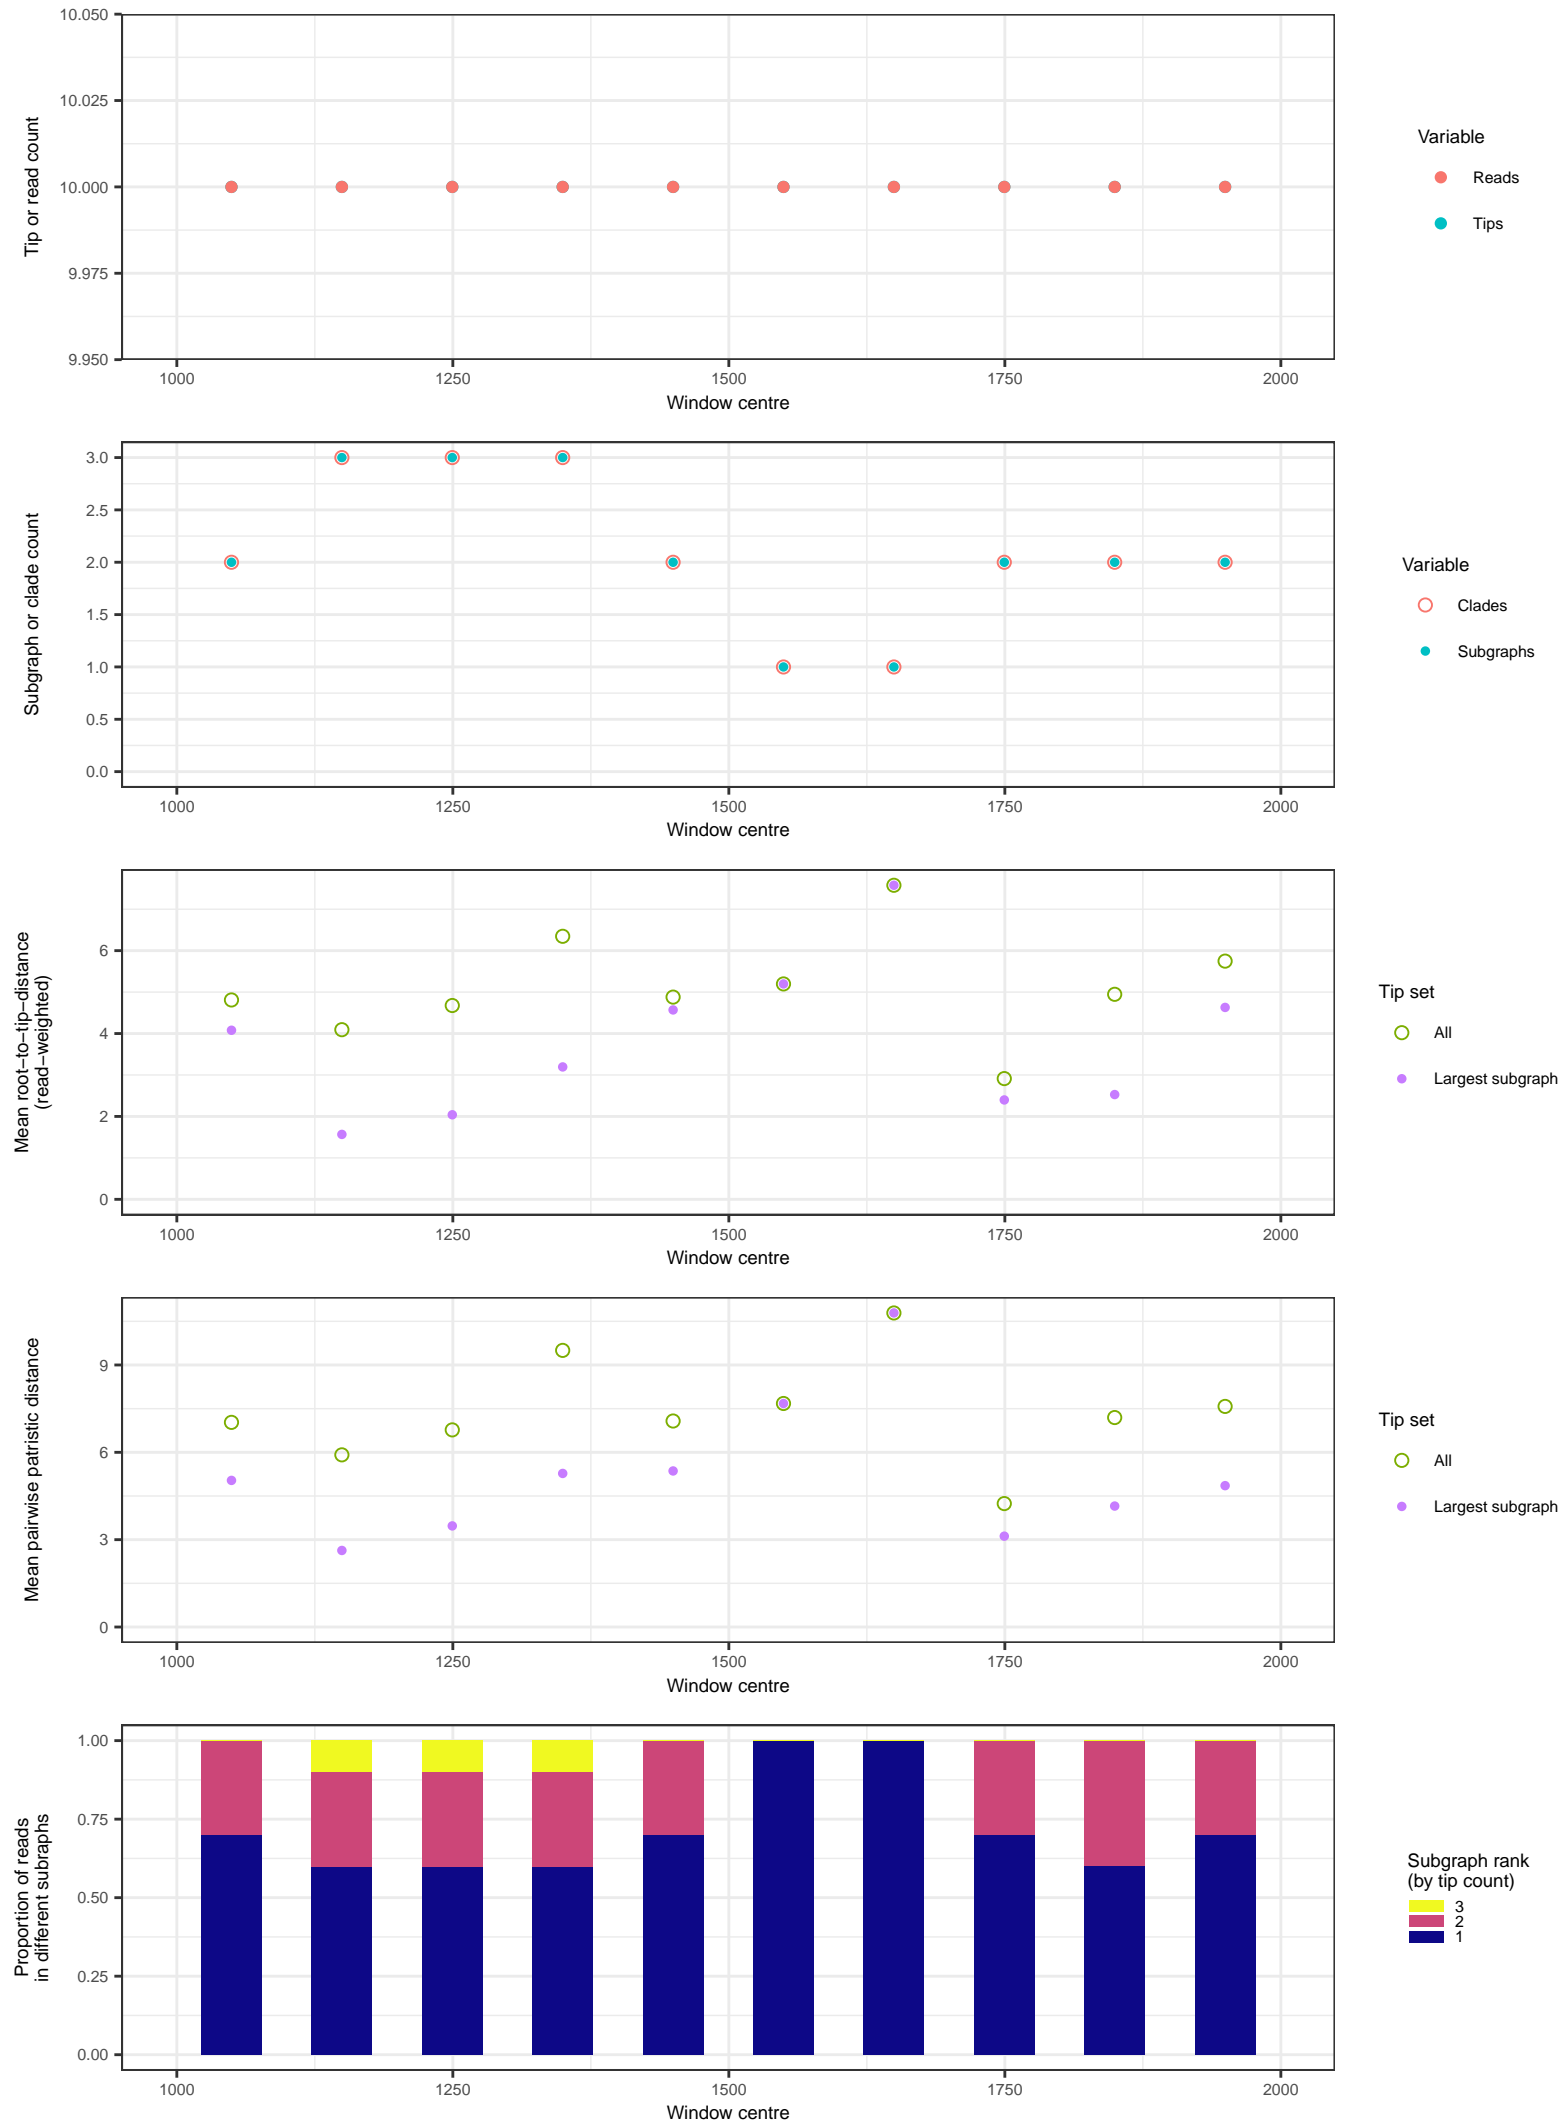 10.050
10.025
10.000
9.975
9.950
Tip or read count
1000 1250 1500 1750 2000
Window centre
Variable
Reads
Tips
3.0
2.5
2.0
1.5
1.0
0.5
0.0
Subgraph or clade count
1000 1250 1500 1750 2000
Window centre
Variable
Clades
Subgraphs
6
4
2
0
Mean root−to−tip−distance
(read−weighted)
1000 1250 1500 1750 2000
Window centre
Tip set
All
Largest subgraph
9
6
3
0
Mean pairwise patristic distance
1000 1250 1500 1750 2000
Window centre
Tip set
All
Largest subgraph
1.00
0.75
0.50
0.25
0.00
Proportion of reads
in different subraphs
1000 1250 1500 1750 2000
Window centre
Subgraph rank
(by tip count)
3
2
1